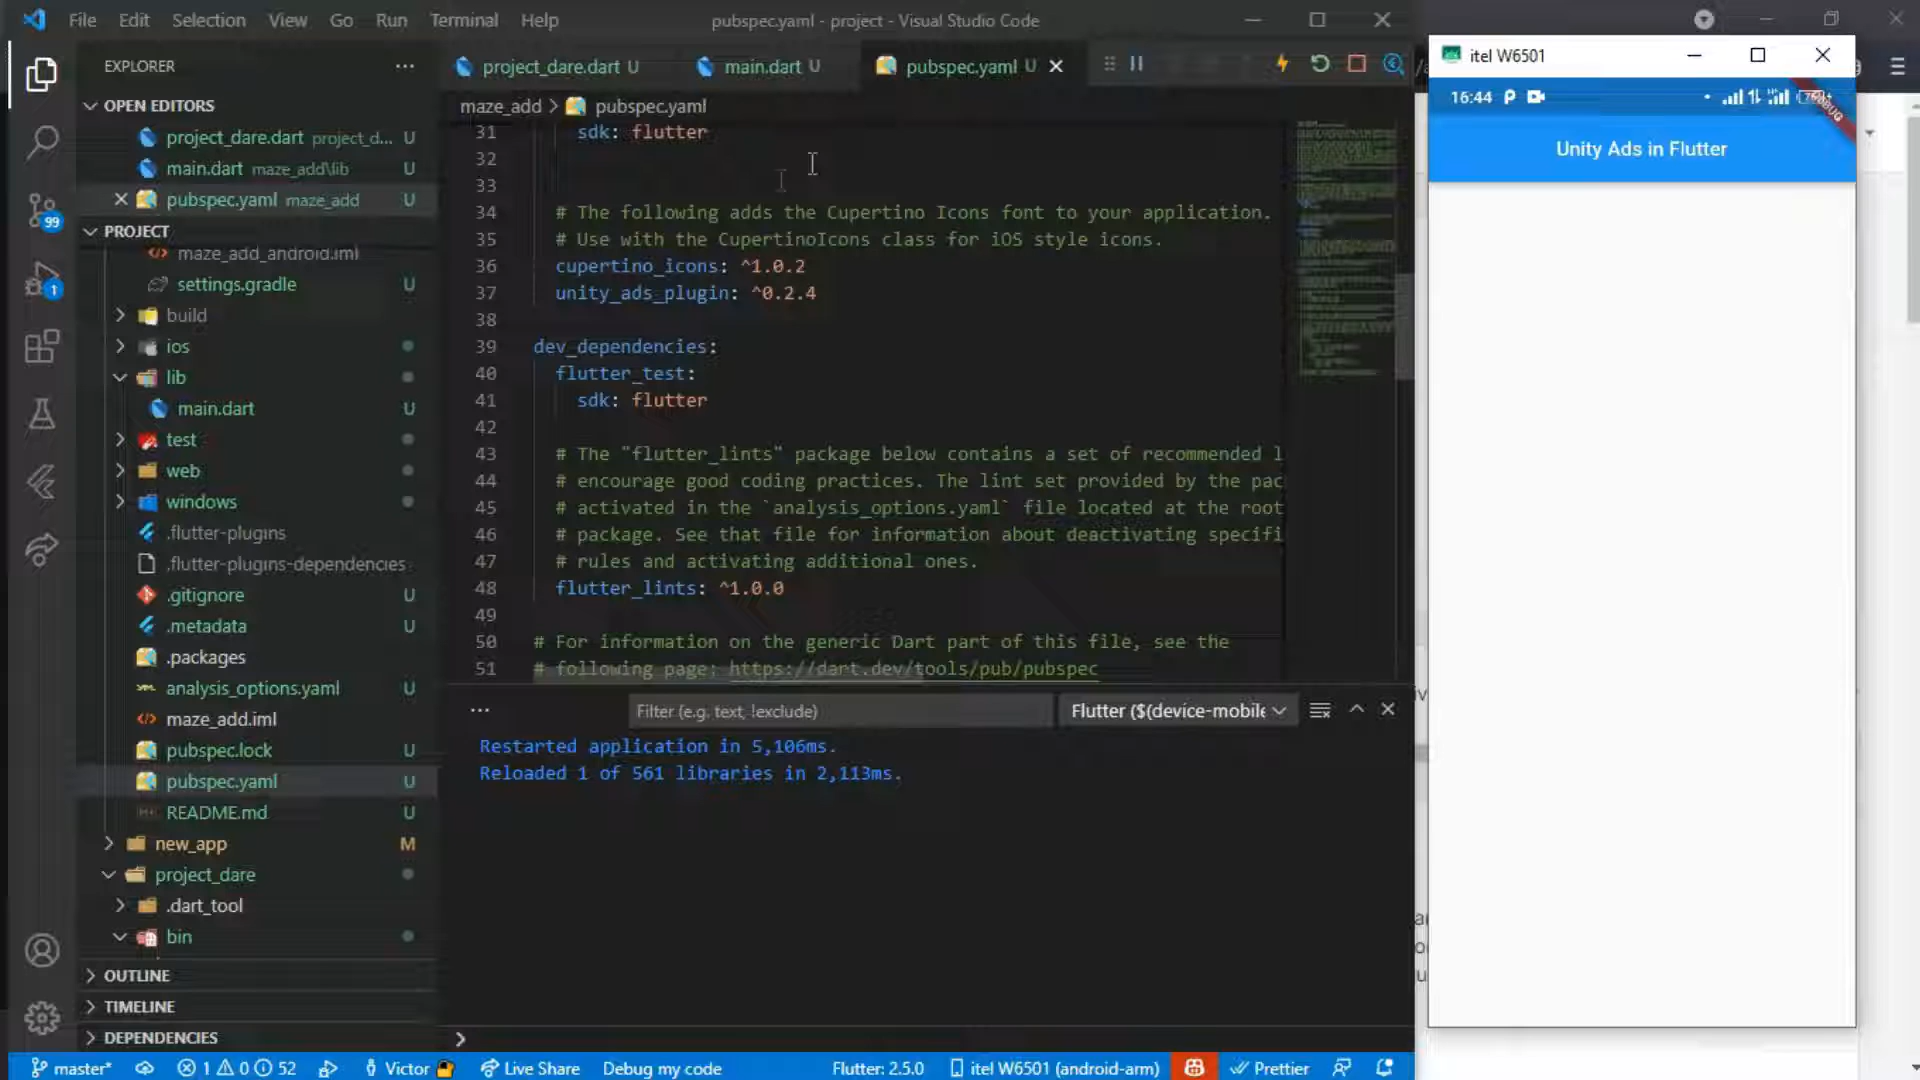 File Edit Selection View Go Run Terminal Help
pubspec.yaml - project - Visual Studio Code
EXPLORER
OPEN EDITORS
project_dare.dart project_d... U
main.dart maze_add\lib U
pubspec.yaml maze_add U
PROJECT
maze_add_android.iml
settings.gradle U
build
ios
lib
main.dart U
test
web
windows
.flutter-plugins
.flutter-plugins-dependencies
.gitignore U
.metadata U
.packages
analysis_options.yaml U
maze_add.iml
pubspec.lock U
pubspec.yaml U
README.md U
new_app M
project_dare
.dart_tool
bin
OUTLINE
TIMELINE
DEPENDENCIES
99
1
project_dare.dart U
main.dart U
pubspec.yaml U
maze_add > pubspec.yaml
31 sdk: flutter
32
33
34 # The following adds the Cupertino Icons font to your application.
35 # Use with the CupertinoIcons class for iOS style icons.
36 cupertino_icons: ^1.0.2
37 unity_ads_plugin: ^0.2.4
38
39 dev_dependencies:
40 flutter_test:
41 sdk: flutter
42
43 # The "flutter_lints" package below contains a set of recommended l
44 # encourage good coding practices. The lint set provided by the pac
45 # activated in the `analysis_options.yaml` file located at the root
46 # package. See that file for information about deactivating specifi
47 # rules and activating additional ones.
48 flutter_lints: ^1.0.0
49
50 # For information on the generic Dart part of this file, see the
51 # following page: https://dart.dev/tools/pub/pubspec
Filter (e.g. text, !exclude)
Flutter ($(device-mobile
Restarted application in 5,106ms.
Reloaded 1 of 561 libraries in 2,113ms.
master* 1 0 52 Victor Live Share Debug my code Flutter: 2.5.0 itel W6501 (android-arm) Prettier
itel W6501
16:44
DEBUG
Unity Ads in Flutter